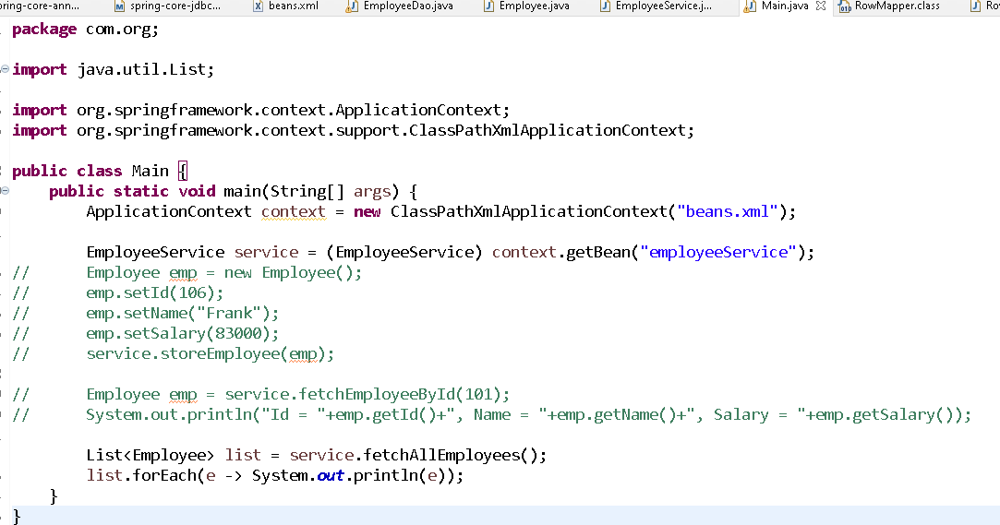 pring-core-ann... spring-core-jdbc... beans.xml EmployeeDao.java Employee.java EmployeeService.j... Main.java RowMapper.class Ro
package com.org;
import java.util.List;
import org.springframework.context.ApplicationContext;
import org.springframework.context.support.ClassPathXmlApplicationContext;
public class Main {
    public static void main(String[] args) {
        ApplicationContext context = new ClassPathXmlApplicationContext("beans.xml");
        EmployeeService service = (EmployeeService) context.getBean("employeeService");
//      Employee emp = new Employee();
//      emp.setId(106);
//      emp.setName("Frank");
//      emp.setSalary(83000);
//      service.storeEmployee(emp);
//      Employee emp = service.fetchEmployeeById(101);
//      System.out.println("Id = "+emp.getId()+", Name = "+emp.getName()+", Salary = "+emp.getSalary());
        List<Employee> list = service.fetchAllEmployees();
        list.forEach(e -> System.out.println(e));
    }
}